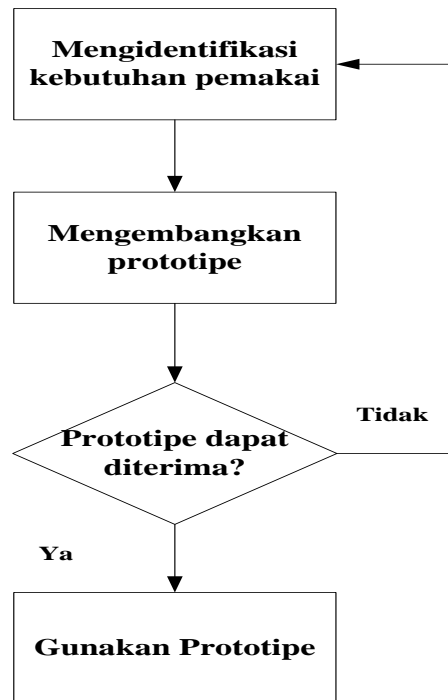 Mengidentifikasi
kebutuhan pemakai
Mengembangkan
prototipe
Prototipe dapat
diterima?
Tidak
Ya
Gunakan Prototipe